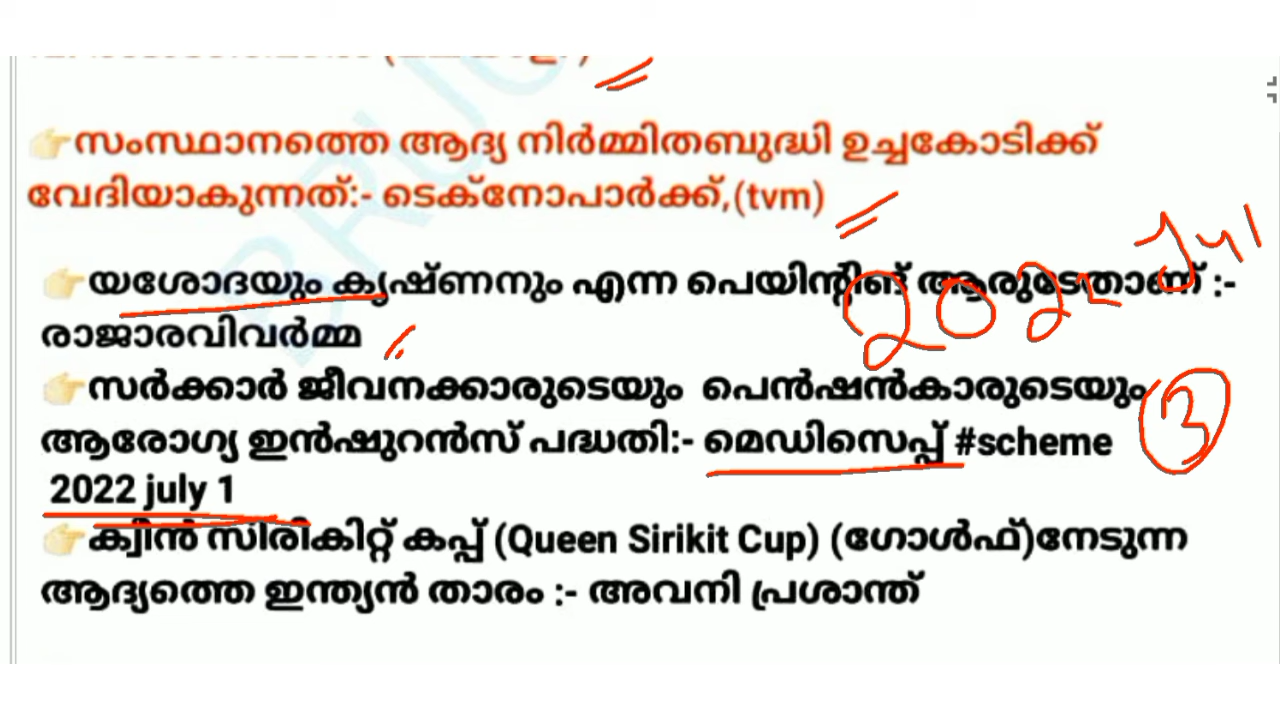 👉സംസ്ഥാനത്തെ ആദ്യ നിർമ്മിതബുദ്ധി ഉച്ചകോടിക്ക്
വേദിയാകുന്നത്:- ടെക്നോപാർക്ക്,(tvm)
👉യശോദയും കൃഷ്ണനും എന്ന പെയിന്റിങ് ആരുടേതാണ് :-
രാജാരവിവർമ്മ
2022 July
👉സർക്കാർ ജീവനക്കാരുടെയും പെൻഷൻകാരുടെയും
3
ആരോഗ്യ ഇൻഷുറൻസ് പദ്ധതി:- മെഡിസെപ്പ് #scheme
2022 july 1
👉ക്വീൻ സിരികിറ്റ് കപ്പ് (Queen Sirikit Cup) (ഗോൾഫ്)നേടുന്ന
ആദ്യത്തെ ഇന്ത്യൻ താരം :- അവനി പ്രശാന്ത്